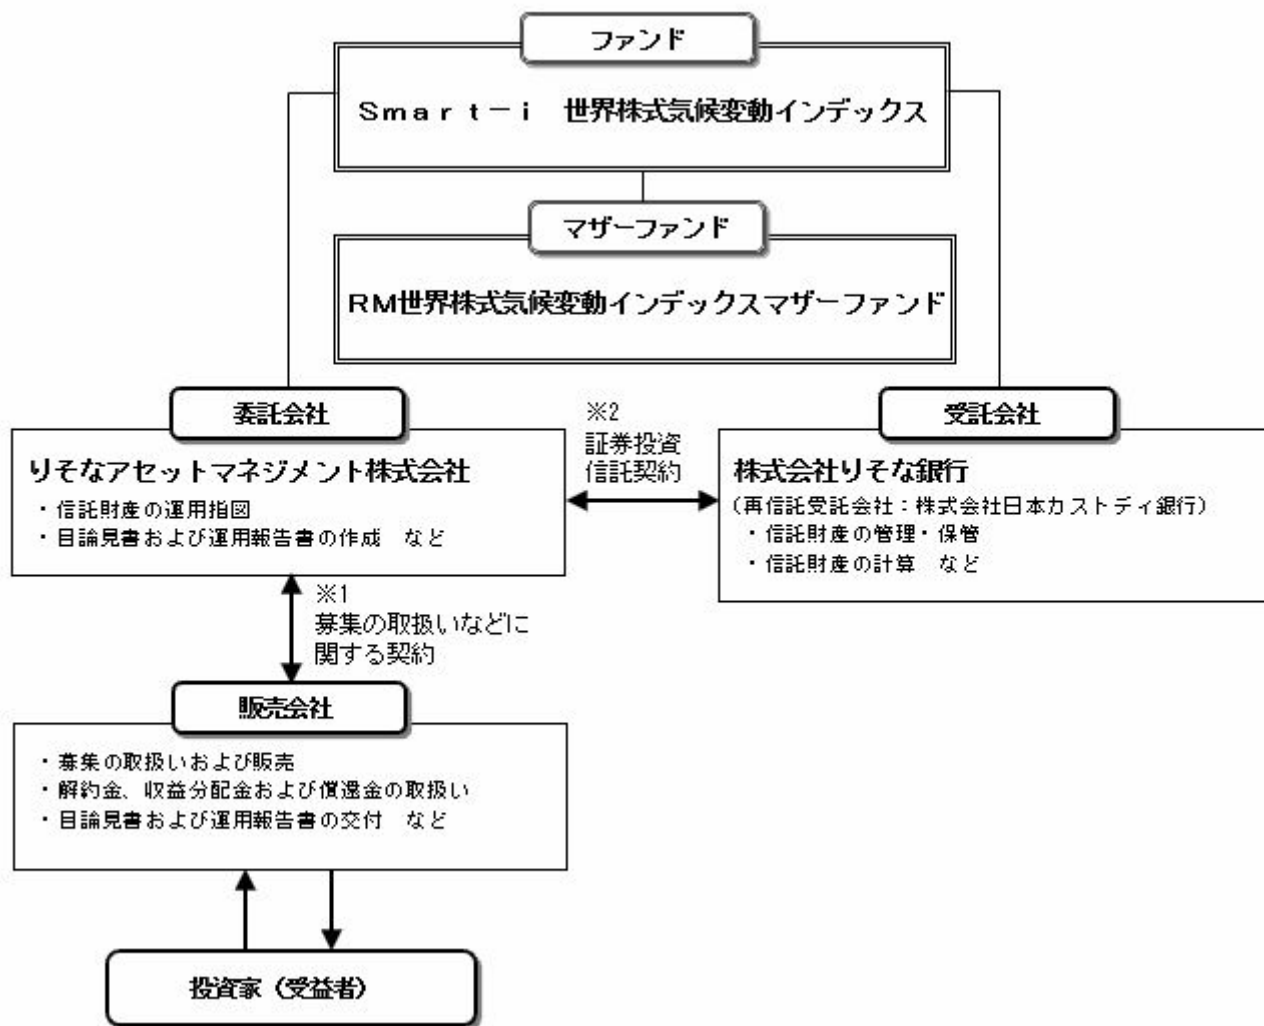 ファンド
Ｓｍａｒｔ－ｉ　世界株式気候変動インデックス
マザーファンド
ＲＭ世界株式気候変動インデックスマザーファンド
委託会社
りそなアセットマネジメント株式会社
・信託財産の運用指図
・目論見書および運用報告書の作成　など
※2
証券投資
信託契約
受託会社
株式会社りそな銀行
(再信託受託会社：株式会社日本カストディ銀行)
・信託財産の管理・保管
・信託財産の計算　など
※1
募集の取扱いなどに
関する契約
販売会社
・募集の取扱いおよび販売
・解約金、収益分配金および償還金の取扱い
・目論見書および運用報告書の交付　など
投資家（受益者）